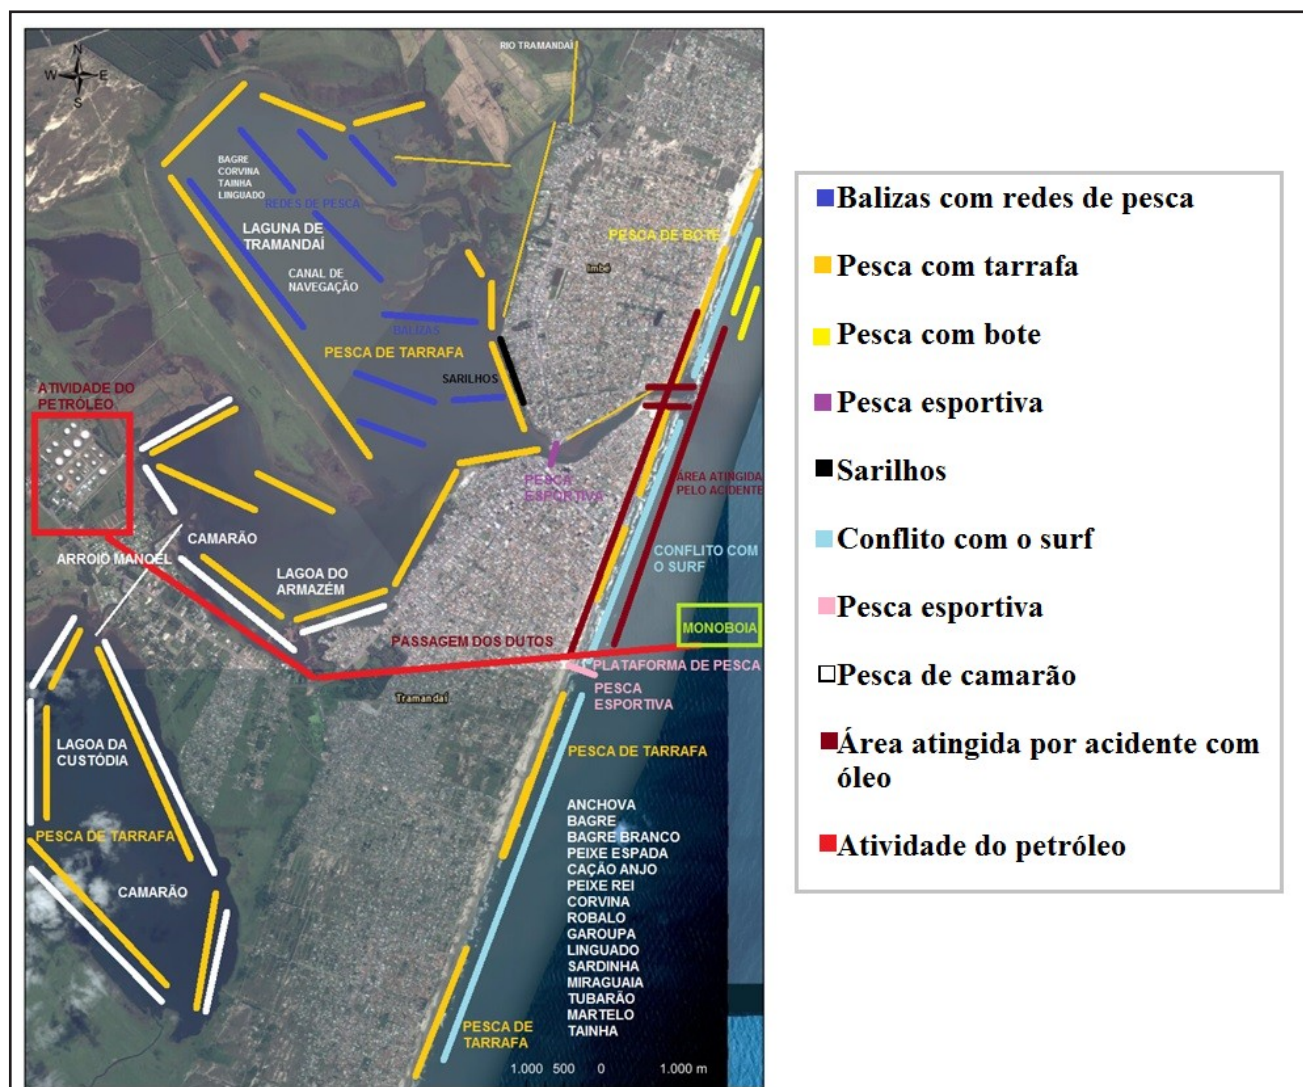 N
W E
S
RIO TRAMANDAÍ
BAGRE
CORVINA
TAINHA
LINGUADO
REDES DE PESCA
LAGUNA DE
TRAMANDAÍ
CANAL DE
NAVEGAÇÃO
PESCA DE BOTE
Imbé
BALIZAS
PESCA DE TARRAFA
SARILHOS
ATIVIDADE DO
PETRÓLEO
PESCA
ESPORTIVA
ÁREA ATINGIDA
PELO ACIDENTE
CAMARÃO
ARROIO MANOEL
LAGOA DO
ARMAZÉM
CONFLITO COM
O SURF
MONOBOIA
PASSAGEM DOS DUTOS
PLATAFORMA DE PESCA
PESCA
ESPORTIVA
Tramandaí
LAGOA DA
CUSTÓDIA
PESCA DE TARRAFA
PESCA DE TARRAFA
CAMARÃO
ANCHOVA
BAGRE
BAGRE BRANCO
PEIXE ESPADA
CAÇÃO ANJO
PEIXE REI
CORVINA
ROBALO
GAROUPA
LINGUADO
SARDINHA
MIRAGUAIA
TUBARÃO
MARTELO
TAINHA
PESCA DE
TARRAFA
1.000 500 0 1.000 m
Balizas com redes de pesca
Pesca com tarrafa
Pesca com bote
Pesca esportiva
Sarilhos
Conflito com o surf
Pesca esportiva
Pesca de camarão
Área atingida por acidente com
óleo
Atividade do petróleo